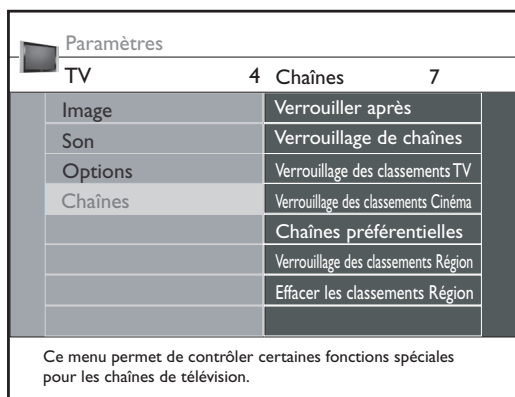 Paramètres
TV 4 Chaînes 7
Image Verrouiller après
Son Verrouillage de chaînes
Options Verrouillage des classements TV
Chaînes Verrouillage des classements Cinéma
Chaînes préférentielles
Verrouillage des classements Région
Effacer les classements Région
Ce menu permet de contrôler certaines fonctions spéciales
pour les chaînes de télévision.